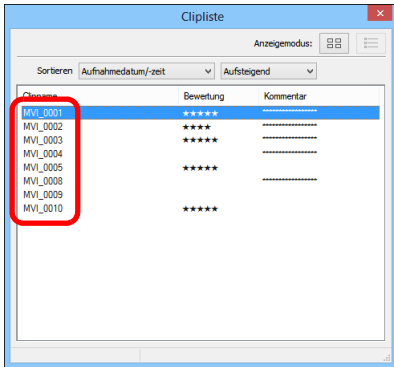 Clipliste
Anzeigemodus:
Sortieren Aufnahmedatum/-zeit Aufsteigend
Clipname Bewertung Kommentar
MVI_0001 ★★★★★ ******************
MVI_0002 ★★★★ ******************
MVI_0003 ★★★★★ ******************
MVI_0004 ******************
MVI_0005 ★★★★★
MVI_0008 ******************
MVI_0009
MVI_0010 ★★★★★